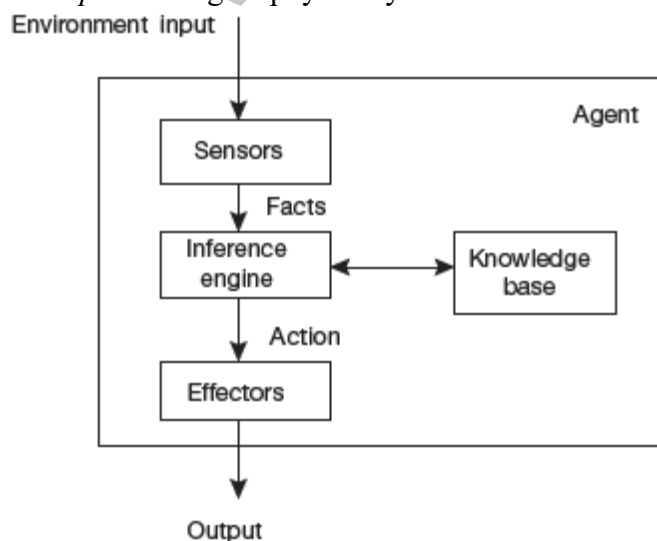 Environment input
Agent
Sensors
Facts
Inference
engine
Knowledge
base
Action
Effectors
Output